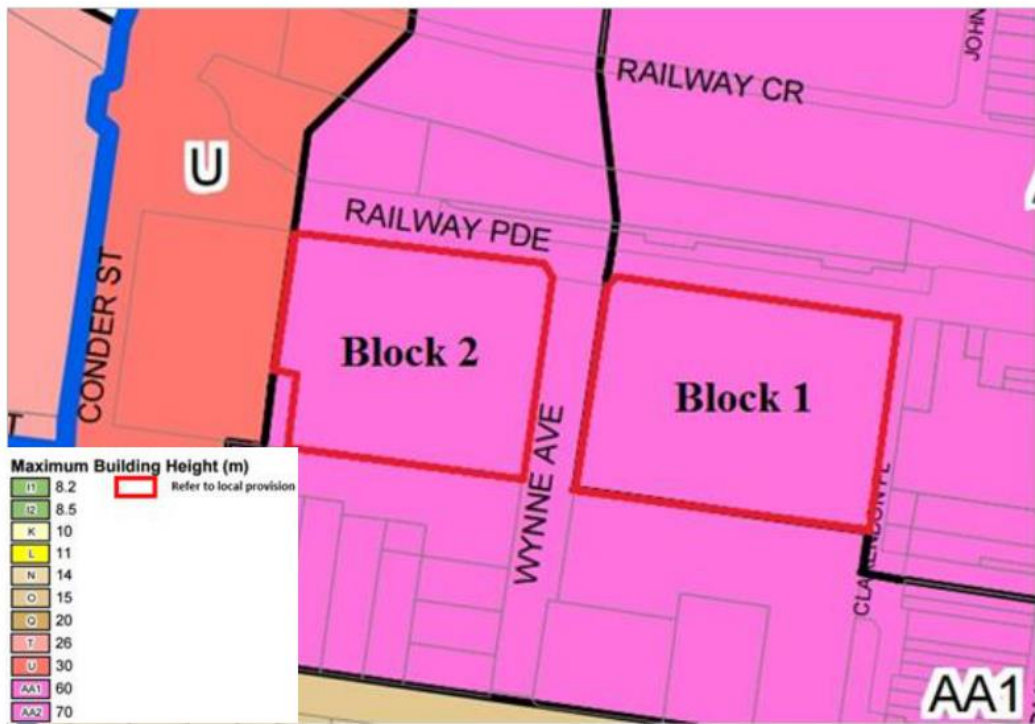 JOHN
RAILWAY CR
U
RAILWAY PDE
CONDER ST
Block 2
Block 1
WYNNE AVE
CLARENDON PL
T
Maximum Building Height (m)
I1 8.2
Refer to local provision
I2 8.5
K 10
L 11
N 14
O 15
Q 20
T 26
U 30
AA1 60
AA2 70
AA1